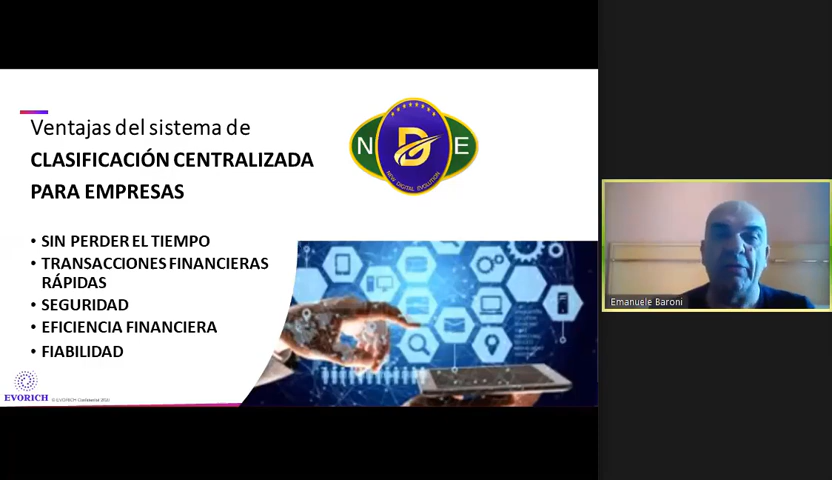 Ventajas del sistema de
CLASIFICACIÓN CENTRALIZADA
PARA EMPRESAS
N D E
NEW DIGITAL EVOLUTION
• SIN PERDER EL TIEMPO
• TRANSACCIONES FINANCIERAS
RÁPIDAS
• SEGURIDAD
• EFICIENCIA FINANCIERA
• FIABILIDAD
EVORICH
Emanuele Baroni